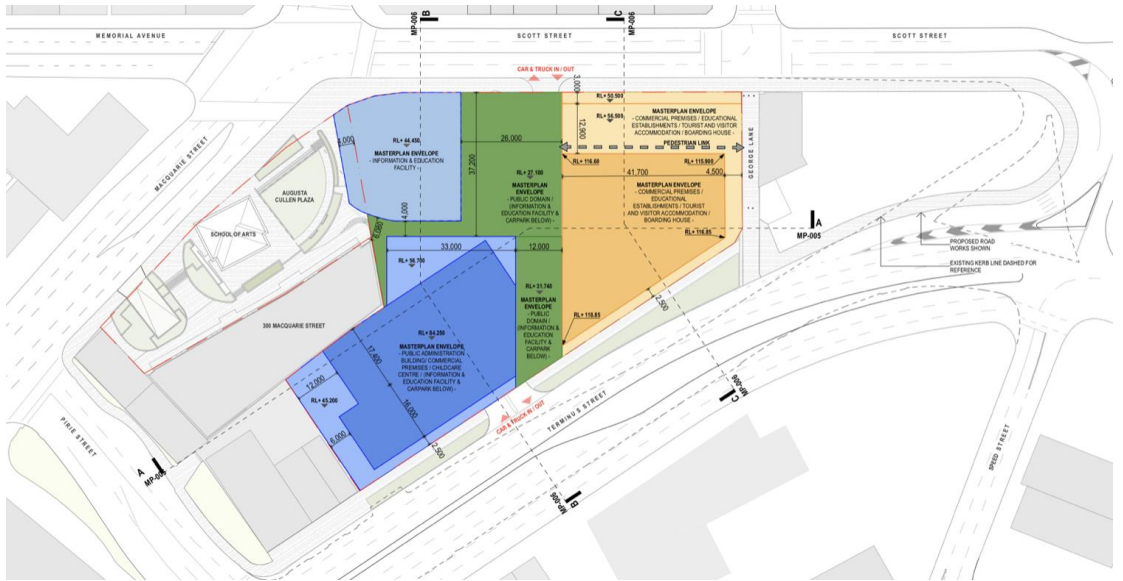 B
MP-006
C
MP-006
MEMORIAL AVENUE
SCOTT STREET
SCOTT STREET
CAR & TRUCK IN / OUT
3,000
RL+ 50.500
RL+ 56.500
MASTERPLAN ENVELOPE
- COMMERCIAL PREMISES / EDUCATIONAL
ESTABLISHMENTS / TOURIST AND VISITOR
ACCOMMODATION / BOARDING HOUSE -
12,900
PEDESTRIAN LINK
RL+ 44.450
MASTERPLAN ENVELOPE
- INFORMATION & EDUCATION
FACILITY -
26,000
37,200
RL+ 116.60
RL+ 115.900
41,700
4,500
GEORGE LANE
MACQUARIE STREET
AUGUSTA
CULLEN PLAZA
SCHOOL OF ARTS
RL+ 27.100
MASTERPLAN
ENVELOPE
- PUBLIC DOMAIN /
(INFORMATION &
EDUCATION FACILITY &
CARPARK BELOW) -
MASTERPLAN ENVELOPE
- COMMERCIAL PREMISES /
EDUCATIONAL
ESTABLISHMENTS / TOURIST
AND VISITOR ACCOMMODATION /
BOARDING HOUSE -
4,000
33,000
12,000
RL+ 116.85
A
MP-005
PROPOSED ROAD
WORKS SHOWN
EXISTING KERB LINE DASHED FOR
REFERENCE
RL+ 31.740
MASTERPLAN
ENVELOPE
- PUBLIC
DOMAIN /
(INFORMATION
& EDUCATION
FACILITY &
CARPARK
BELOW) -
2,500
300 MACQUARIE STREET
RL+ 64.250
MASTERPLAN ENVELOPE
- PUBLIC ADMINISTRATION
BUILDING/ COMMERCIAL
PREMISES / CHILDCARE
CENTRE / (INFORMATION &
EDUCATION FACILITY &
CARPARK BELOW) -
17,400
12,000
RL+ 45.200
16,000
6,000
2,500
CAR & TRUCK IN / OUT
TERMINUS STREET
MP-006
C
PIRIE STREET
SPEED STREET
A
MP-006
B